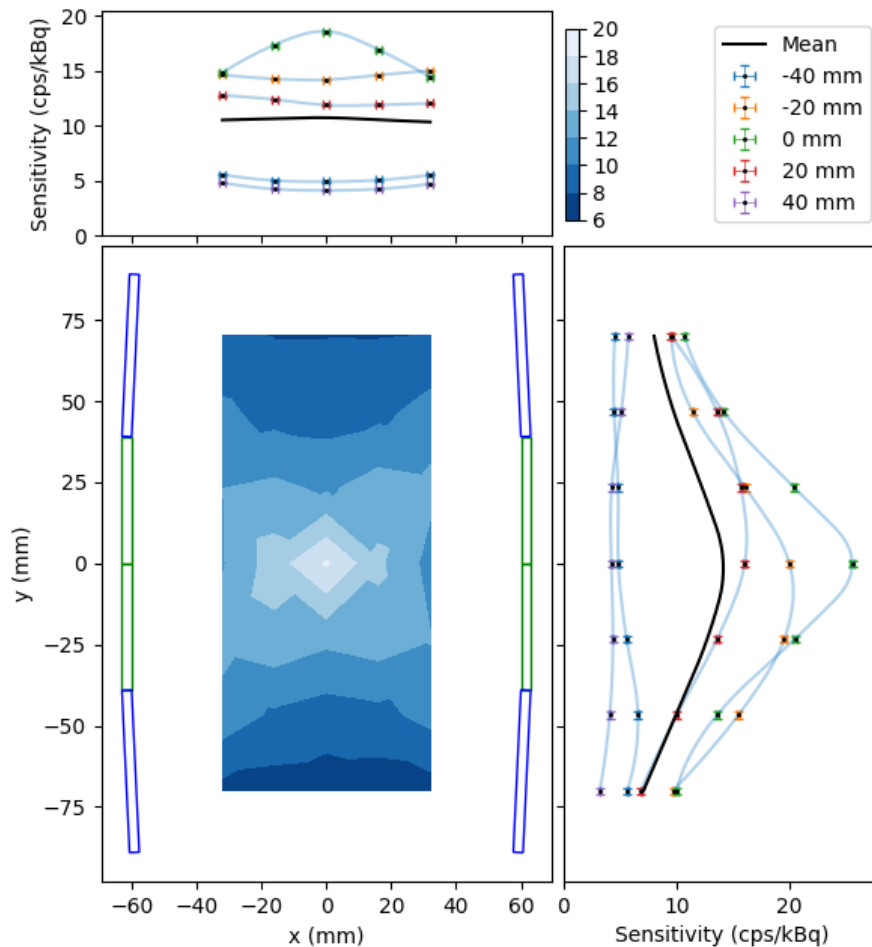 20
15
10
5
0
Sensitivity (cps/kBq)
20
18
16
14
12
10
8
6
Mean
-40 mm
-20 mm
0 mm
20 mm
40 mm
75
50
25
0
−25
−50
−75
y (mm)
−60 −40 −20 0 20 40 60
x (mm)
0 10 20
Sensitivity (cps/kBq)